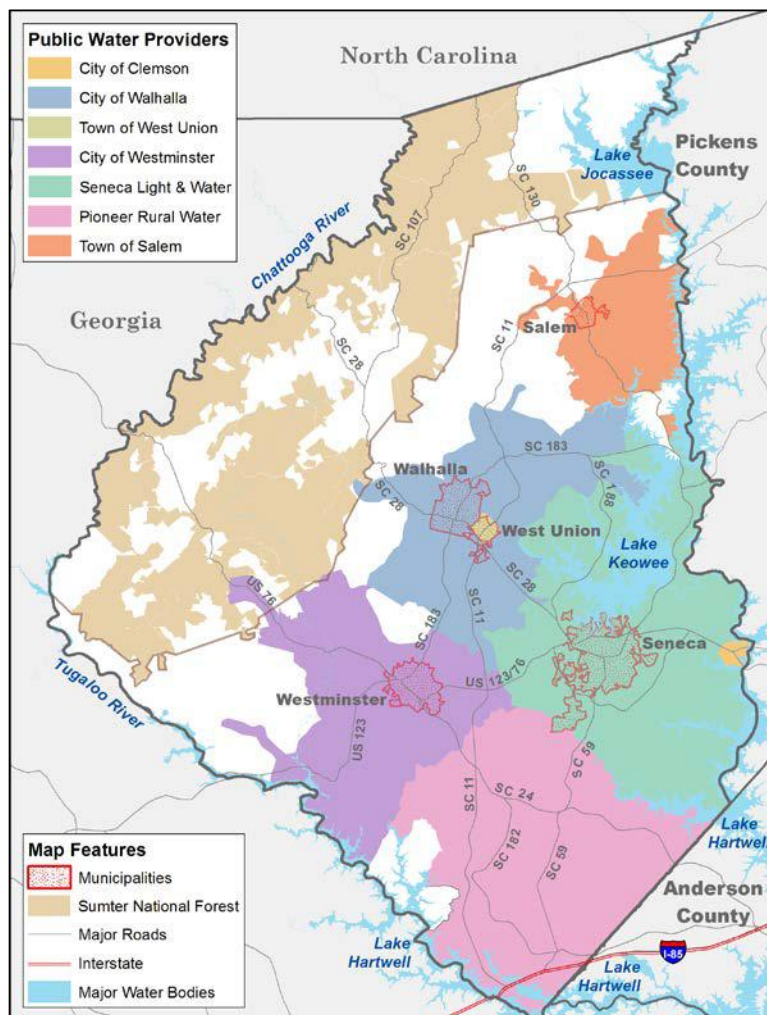 Public Water Providers
City of Clemson
City of Walhalla
Town of West Union
City of Westminster
Seneca Light & Water
Pioneer Rural Water
Town of Salem
North Carolina
Pickens
County
Lake
Jocassee
SC 130
SC 107
Chattooga River
Georgia
SC 28
SC 11
Salem
SC 183
Walhalla
SC 188
SC 28
West Union
Lake
Keowee
SC 28
US 76
SC 183
SC 11
Seneca
US 123/76
Westminster
Tugaloo River
US 123
SC 59
SC 11
SC 24
SC 182
SC 59
Lake
Hartwell
Anderson
County
I-85
Lake
Hartwell
Lake
Hartwell
Map Features
Municipalities
Sumter National Forest
Major Roads
Interstate
Major Water Bodies